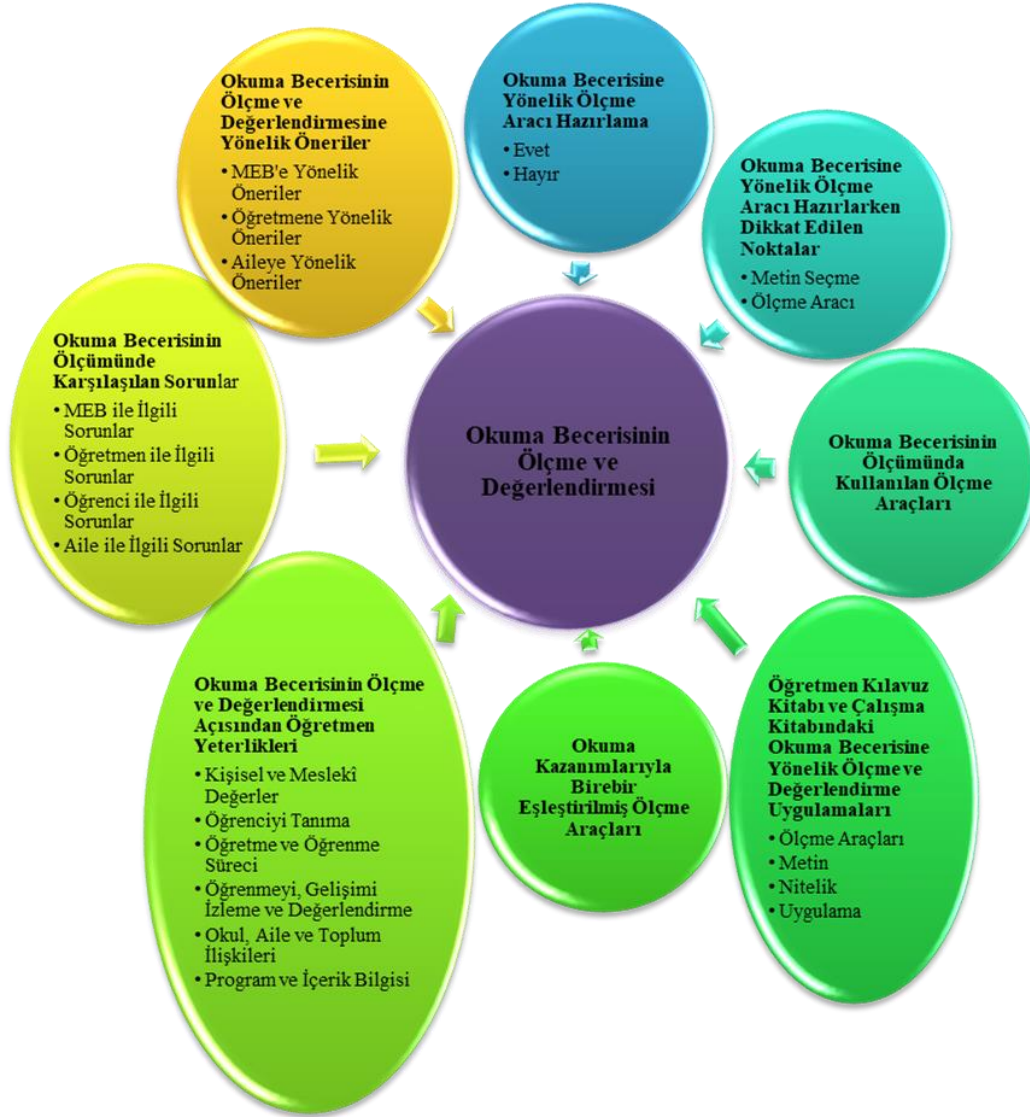 Okuma Becerisine
Yönelik Ölçme
Aracı Hazırlama
• Evet
• Hayır
Okuma Becerisine
Yönelik Ölçme
Aracı Hazırlarken
Dikkat Edilen
Noktalar
• Metin Seçme
• Ölçme Aracı
Okuma Becerisinin
Ölçümünda
Kullanılan Ölçme
Araçları
Öğretmen Kılavuz
Kitabı ve Çalışma
Kitabındaki
Okuma Becerisine
Yönelik Ölçme ve
Değerlendirme
Uygulamaları
• Ölçme Araçları
• Metin
• Nitelik
• Uygulama
Okuma
Kazanımlarıyla
Birebir
Eşleştirilmiş Ölçme
Araçları
Okuma Becerisinin Ölçme
ve Değerlendirmesi
Açısından Öğretmen
Yeterlikleri
• Kişisel ve Meslekî
Değerler
• Öğrenciyi Tanıma
• Öğretme ve Öğrenme
Süreci
• Öğrenmeyi, Gelişimi
İzleme ve Değerlendirme
• Okul, Aile ve Toplum
İlişkileri
• Program ve İçerik Bilgisi
Okuma Becerisinin
Ölçümünde
Karşılaşılan Sorunlar
• MEB ile İlgili
Sorunlar
• Öğretmen ile İlgili
Sorunlar
• Öğrenci ile İlgili
Sorunlar
• Aile ile İlgili Sorunlar
Okuma Becerisinin
Ölçme ve
Değerlendirmesine
Yönelik Öneriler
• MEB'e Yönelik
Öneriler
• Öğretmene Yönelik
Öneriler
• Aileye Yönelik
Öneriler
Okuma Becerisinin
Ölçme ve
Değerlendirmesi